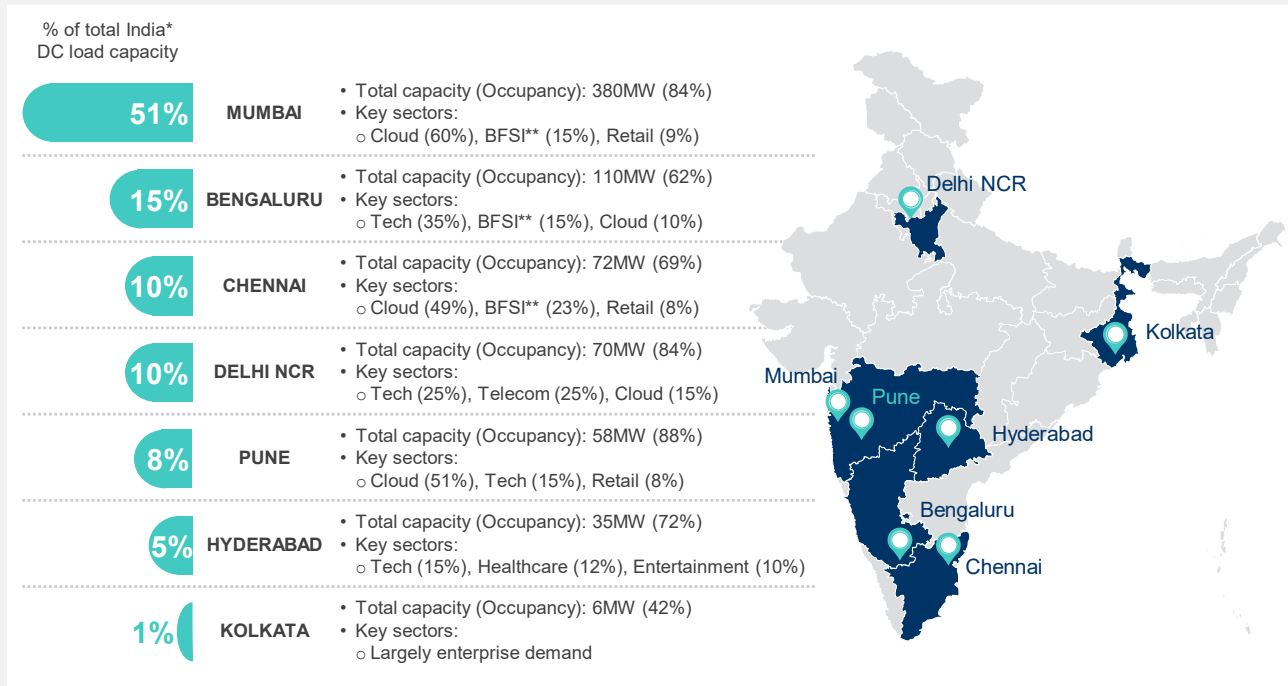 % of total India*
DC load capacity
51%
MUMBAI
• Total capacity (Occupancy): 380MW (84%)
• Key sectors:
o Cloud (60%), BFSI** (15%), Retail (9%)
15%
BENGALURU
• Total capacity (Occupancy): 110MW (62%)
• Key sectors:
o Tech (35%), BFSI** (15%), Cloud (10%)
10%
CHENNAI
• Total capacity (Occupancy): 72MW (69%)
• Key sectors:
o Cloud (49%), BFSI** (23%), Retail (8%)
10%
DELHI NCR
• Total capacity (Occupancy): 70MW (84%)
• Key sectors:
o Tech (25%), Telecom (25%), Cloud (15%)
8%
PUNE
• Total capacity (Occupancy): 58MW (88%)
• Key sectors:
o Cloud (51%), Tech (15%), Retail (8%)
5%
HYDERABAD
• Total capacity (Occupancy): 35MW (72%)
• Key sectors:
o Tech (15%), Healthcare (12%), Entertainment (10%)
1%
KOLKATA
• Total capacity (Occupancy): 6MW (42%)
• Key sectors:
o Largely enterprise demand
Delhi NCR
Kolkata
Mumbai
Pune
Hyderabad
Bengaluru
Chennai